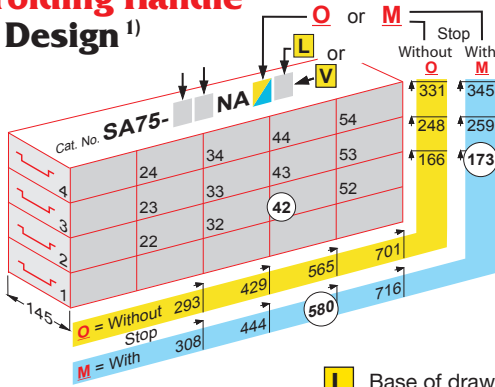 Folding Handle
Design 1)
O or M
L or
V
Stop
Without With
O M
Cat. No. SA75- NA
331 345
248 259
166 173
24 34 44 54
23 33 43 53
22 32 42 52
4
3
2
1
145
O = Without 293 429 565 701
Stop
M = With 308 444 580 716
L Base of draw